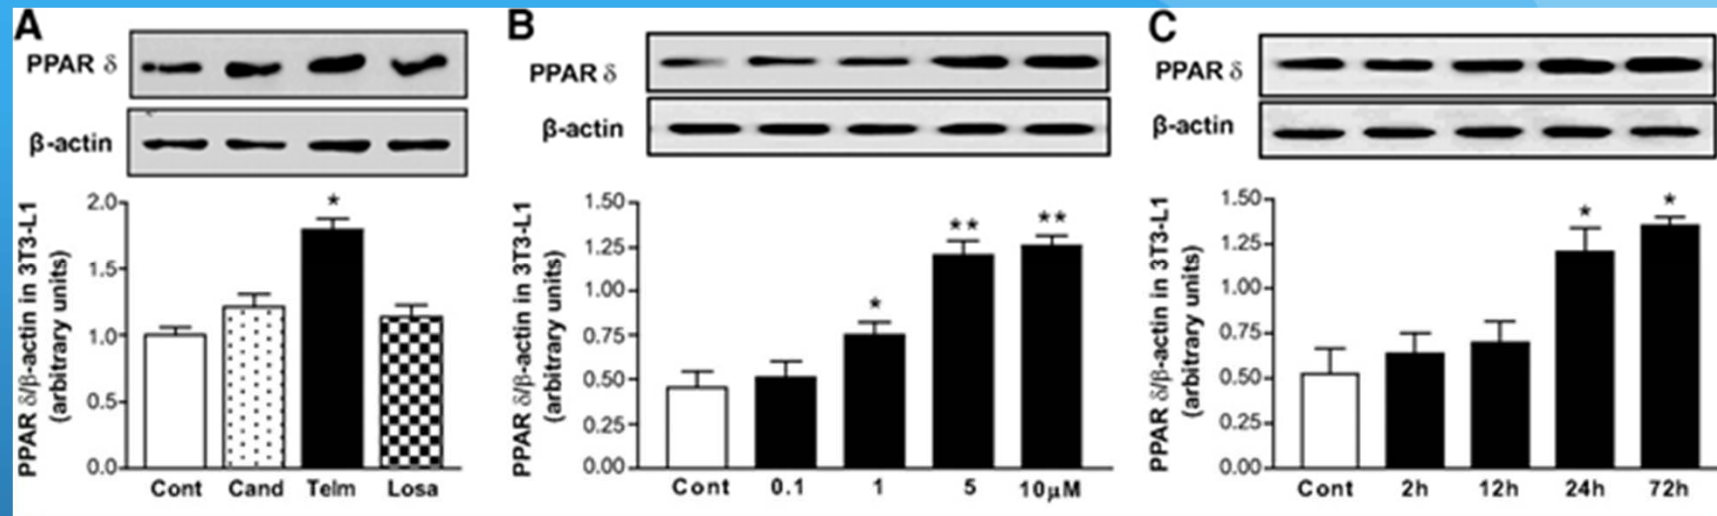 A
PPAR δ
β-actin
PPAR δ/β-actin in 3T3-L1
(arbitrary units)
2.0
1.5
1.0
0.5
0.0
*
Cont Cand Telm Losa
B
PPAR δ
β-actin
PPAR δ/β-actin in 3T3-L1
(arbitrary units)
1.50
1.25
1.00
0.75
0.50
0.25
0.00
*
**
**
Cont 0.1 1 5 10µM
C
PPAR δ
β-actin
PPAR δ/β-actin in 3T3-L1
(arbitrary units)
1.50
1.25
1.00
0.75
0.50
0.25
0.00
*
*
Cont 2h 12h 24h 72h